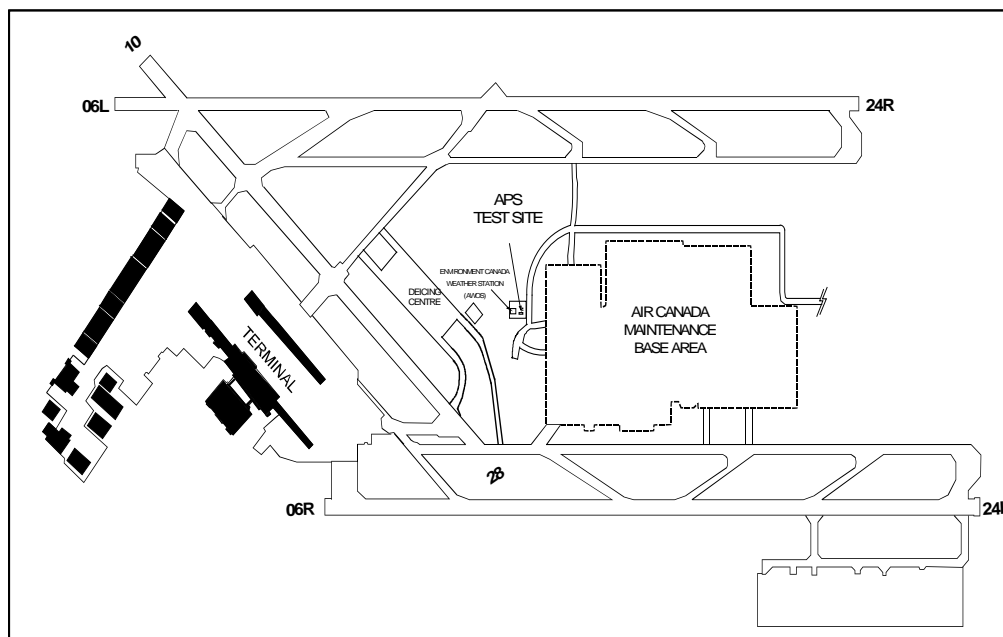 10
06L
24R
APS
TEST SITE
ENVIRONMENT CANADA
WEATHER STATION
(AWOS)
DEICING
CENTRE
AIR CANADA
MAINTENANCE
BASE AREA
TERMINAL
28
06R
24L